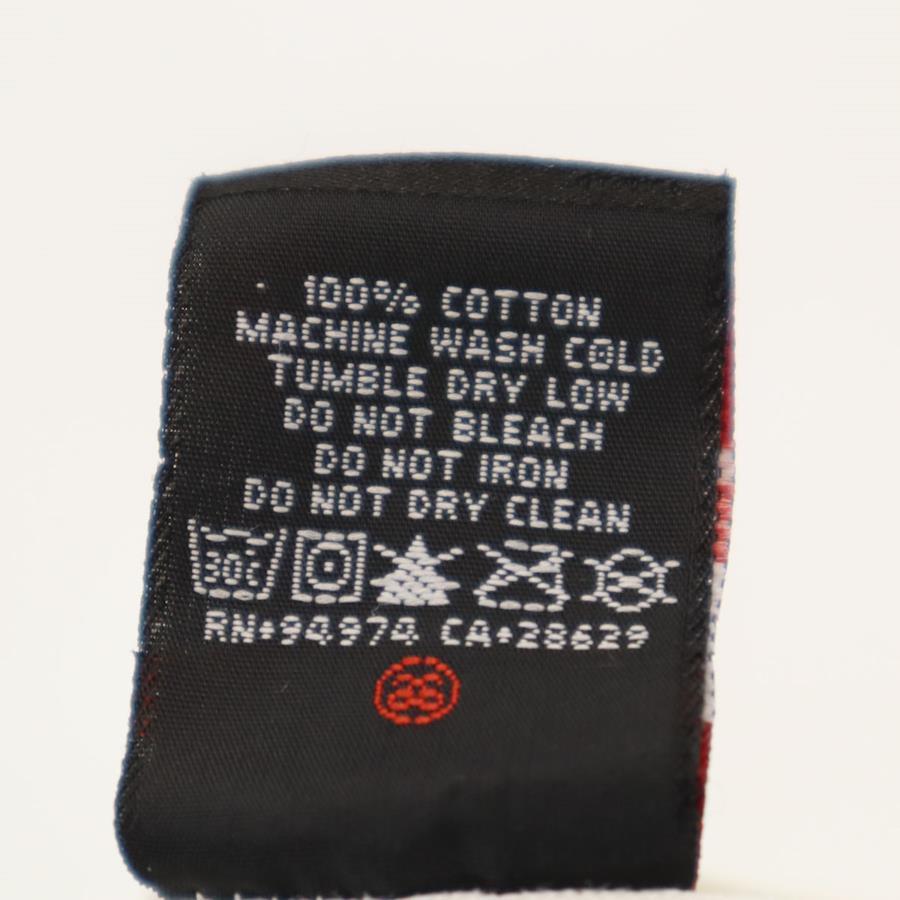 100% COTTON
MACHINE WASH COLD
TUMBLE DRY LOW
DO NOT BLEACH
DO NOT IRON
DO NOT DRY CLEAN
30C
RN#94974 CA#28629